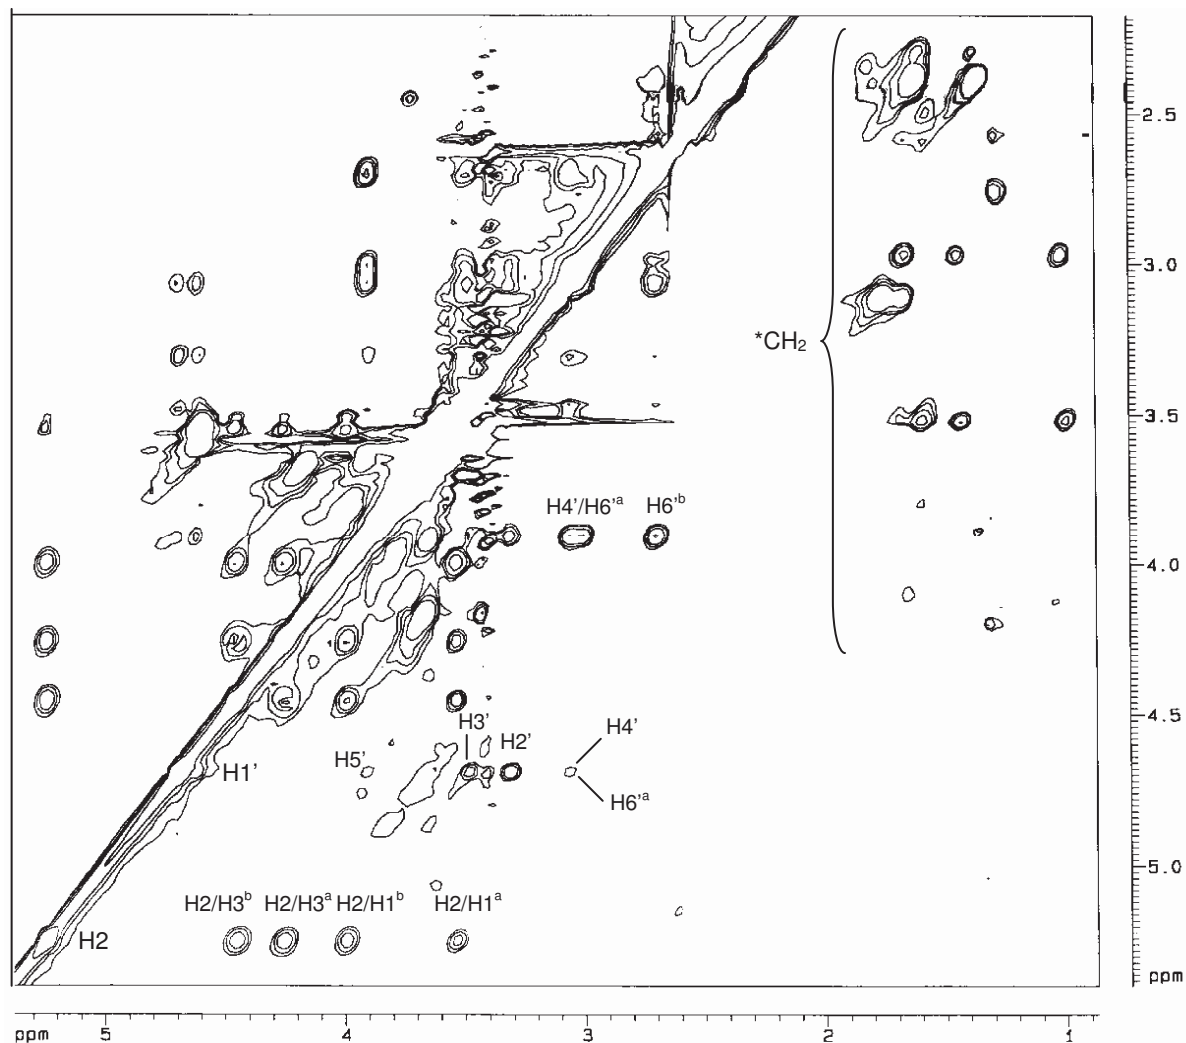 2.5
3.0
*CH₂
3.5
H4'/H6'ᵃ
H6'ᵇ
4.0
4.5
H3'
H4'
H5'
H2'
H1'
H6'ᵃ
5.0
H2/H3ᵇ
H2/H3ᵃ
H2/H1ᵇ
H2/H1ᵃ
H2
ppm
ppm
5
4
3
2
1